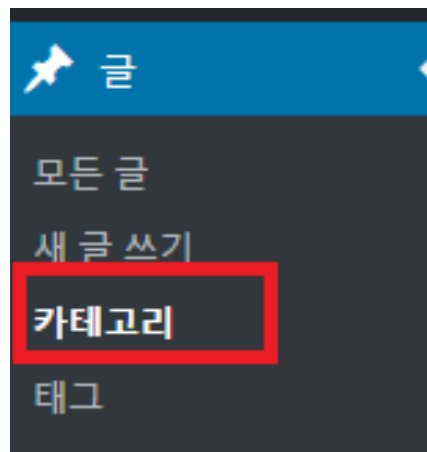 글
모든 글
새 글 쓰기
카테고리
태그